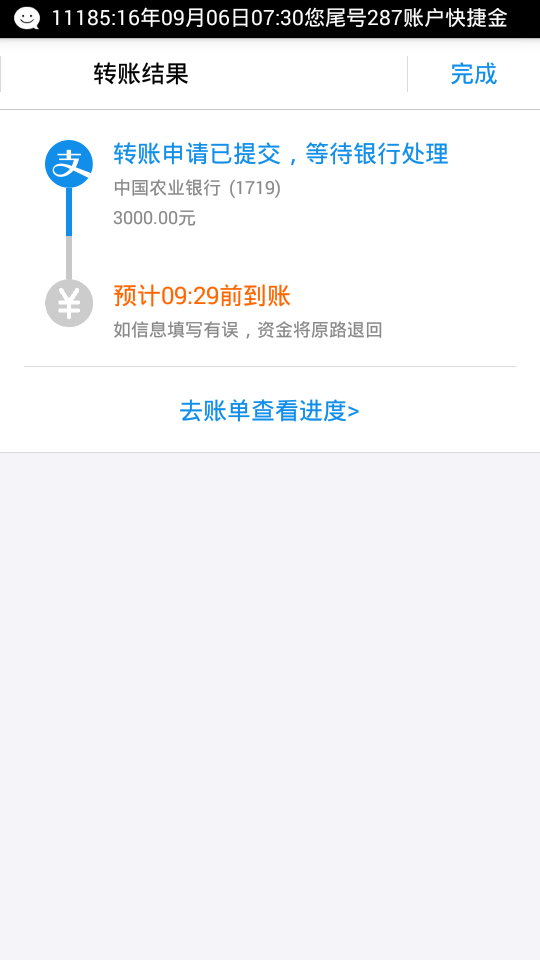 11185:16年09月06日07:30您尾号287账户快捷金
转账结果
完成
转账申请已提交，等待银行处理
中国农业银行 (1719)
3000.00元
预计09:29前到账
如信息填写有误，资金将原路退回
去账单查看进度>